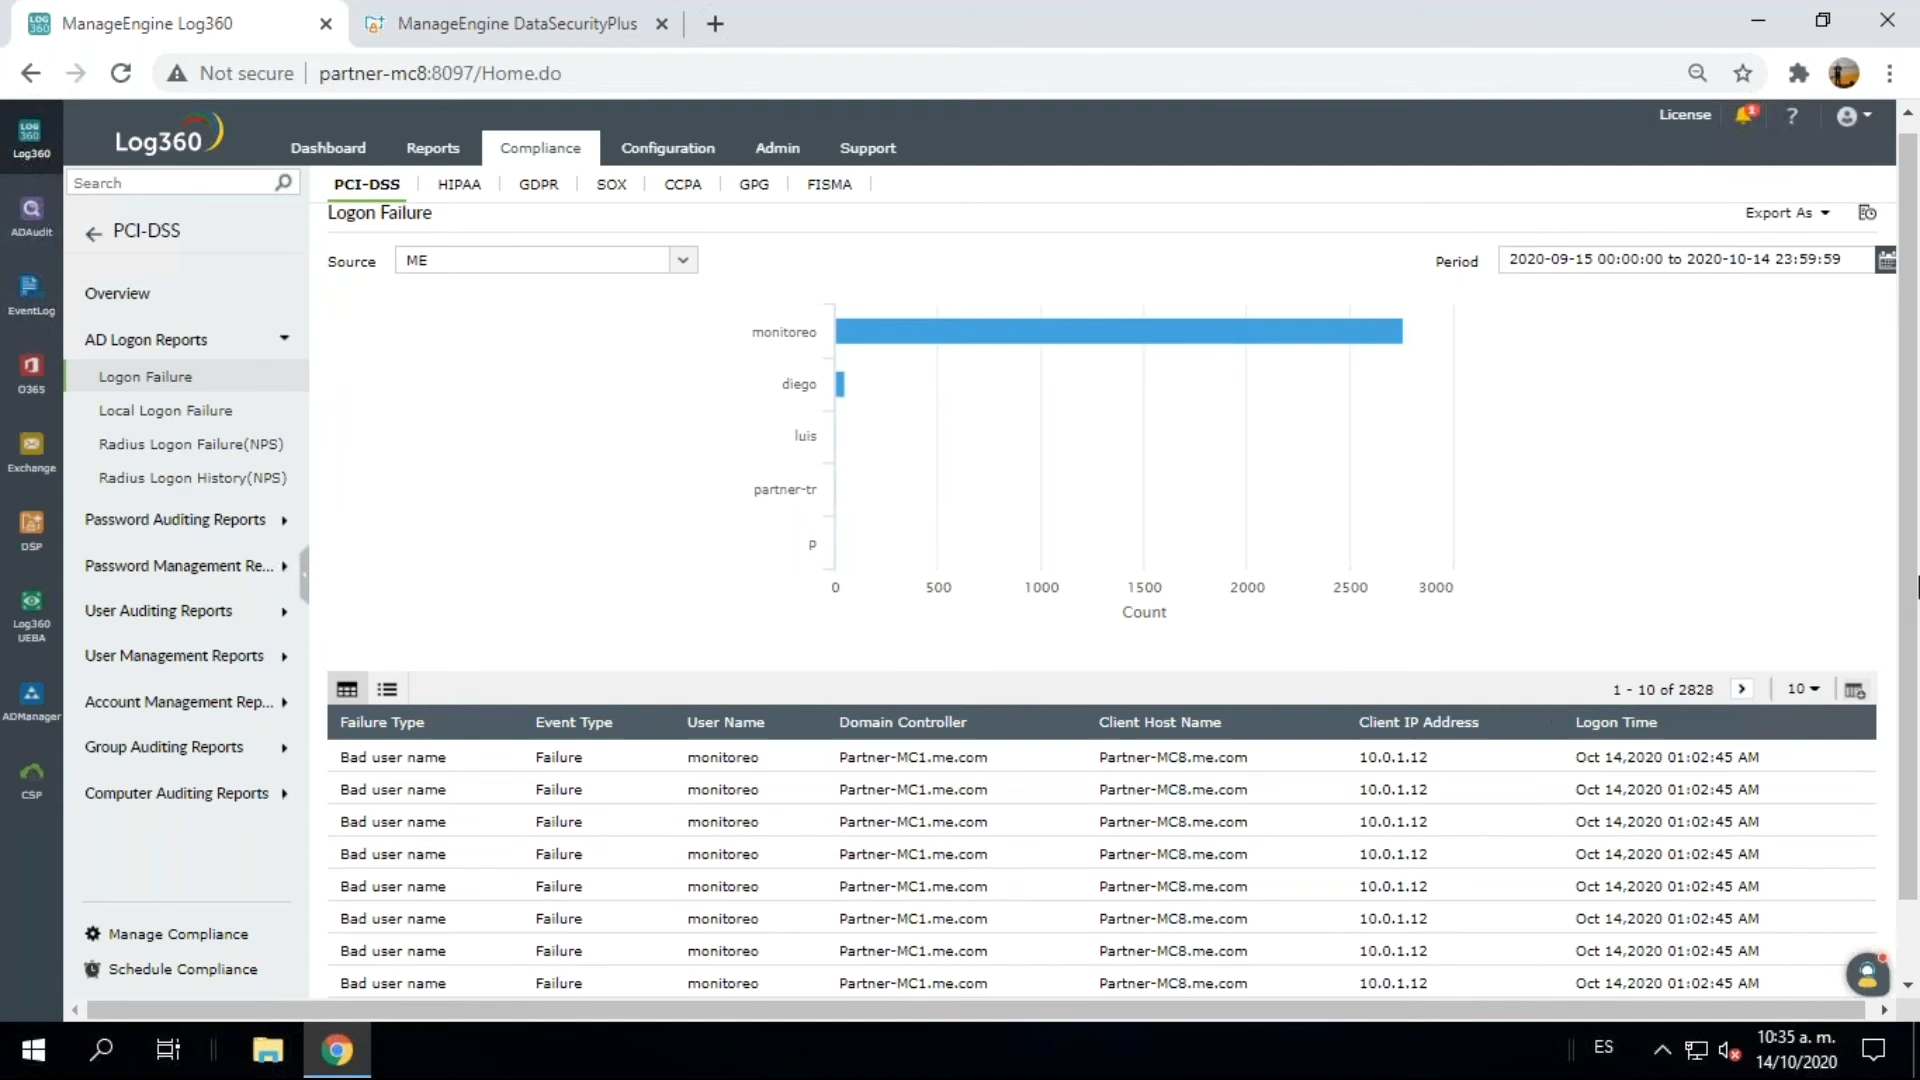 ManageEngine Log360
ManageEngine DataSecurityPlus
Not secure
partner-mc8:8097/Home.do
LOG 360
Log360
Log360
License
1
?
Dashboard
Reports
Compliance
Configuration
Admin
Support
Search
PCI-DSS
HIPAA
GDPR
SOX
CCPA
GPG
FISMA
ADAudit
EventLog
O365
Exchange
DSP
Log360 UEBA
ADManager
CSP
PCI-DSS
Overview
AD Logon Reports
Logon Failure
Local Logon Failure
Radius Logon Failure(NPS)
Radius Logon History(NPS)
Password Auditing Reports
Password Management Re...
User Auditing Reports
User Management Reports
Account Management Rep...
Group Auditing Reports
Computer Auditing Reports
Manage Compliance
Schedule Compliance
Logon Failure
Export As
Source
ME
Period
2020-09-15 00:00:00 to 2020-10-14 23:59:59
monitoreo
diego
luis
partner-tr
p
0 500 1000 1500 2000 2500 3000
Count
1 - 10 of 2828
10
Failure Type Event Type User Name Domain Controller Client Host Name Client IP Address Logon Time
Bad user name Failure monitoreo Partner-MC1.me.com Partner-MC8.me.com 10.0.1.12 Oct 14,2020 01:02:45 AM
Bad user name Failure monitoreo Partner-MC1.me.com Partner-MC8.me.com 10.0.1.12 Oct 14,2020 01:02:45 AM
Bad user name Failure monitoreo Partner-MC1.me.com Partner-MC8.me.com 10.0.1.12 Oct 14,2020 01:02:45 AM
Bad user name Failure monitoreo Partner-MC1.me.com Partner-MC8.me.com 10.0.1.12 Oct 14,2020 01:02:45 AM
Bad user name Failure monitoreo Partner-MC1.me.com Partner-MC8.me.com 10.0.1.12 Oct 14,2020 01:02:45 AM
Bad user name Failure monitoreo Partner-MC1.me.com Partner-MC8.me.com 10.0.1.12 Oct 14,2020 01:02:45 AM
Bad user name Failure monitoreo Partner-MC1.me.com Partner-MC8.me.com 10.0.1.12 Oct 14,2020 01:02:45 AM
Bad user name Failure monitoreo Partner-MC1.me.com Partner-MC8.me.com 10.0.1.12 Oct 14,2020 01:02:45 AM
ES
10:35 a. m.
14/10/2020